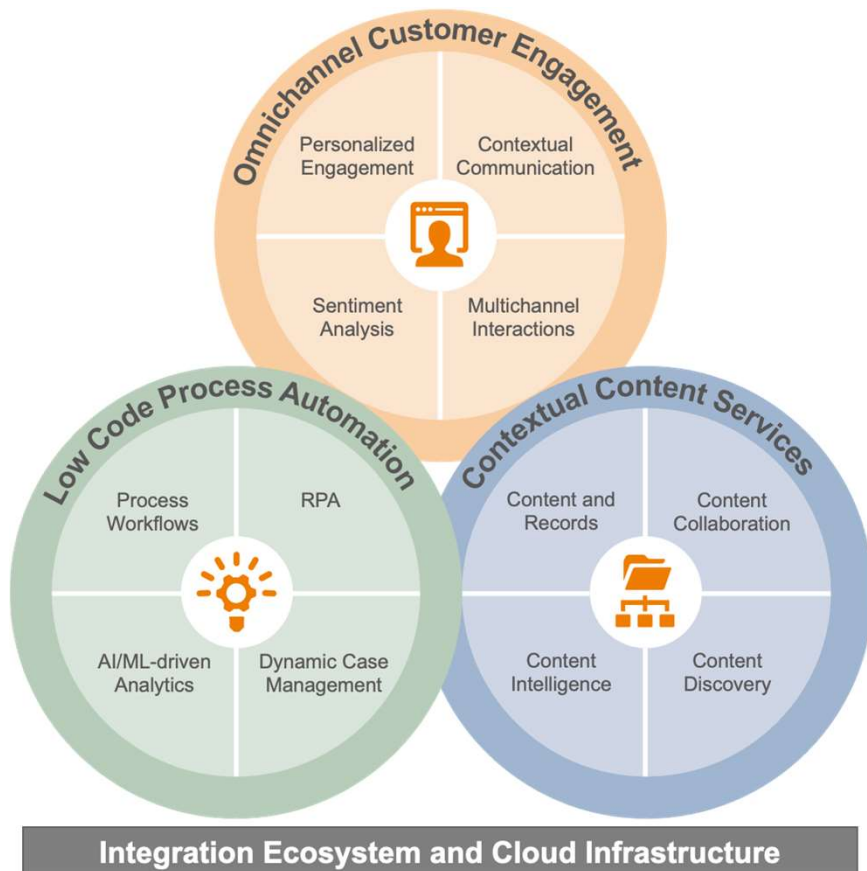 Omnichannel Customer Engagement
Personalized
Engagement
Contextual
Communication
Sentiment
Analysis
Multichannel
Interactions
Low Code Process Automation
Process
Workflows
RPA
AI/ML-driven
Analytics
Dynamic Case
Management
Contextual Content Services
Content and
Records
Content
Collaboration
Content
Intelligence
Content
Discovery
Integration Ecosystem and Cloud Infrastructure